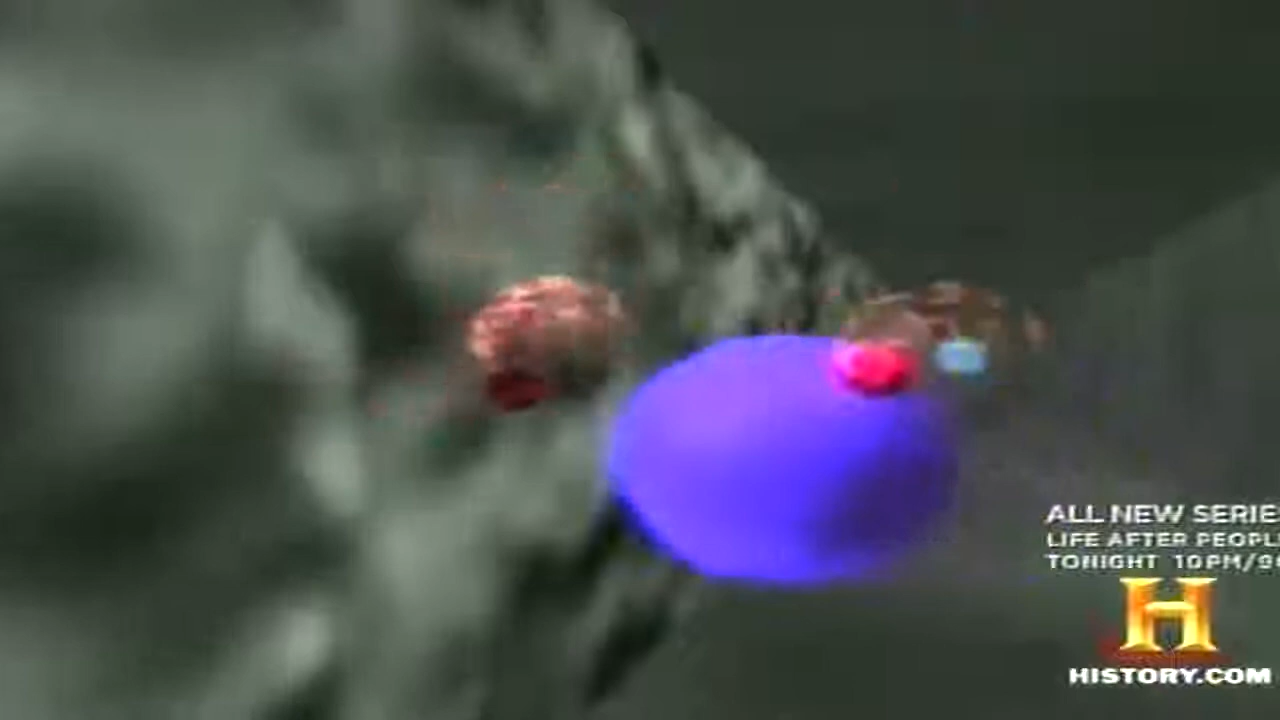 ALL NEW SERIE
LIFE AFTER PEOPL
TONIGHT 10PM/9
H
HISTORY.COM